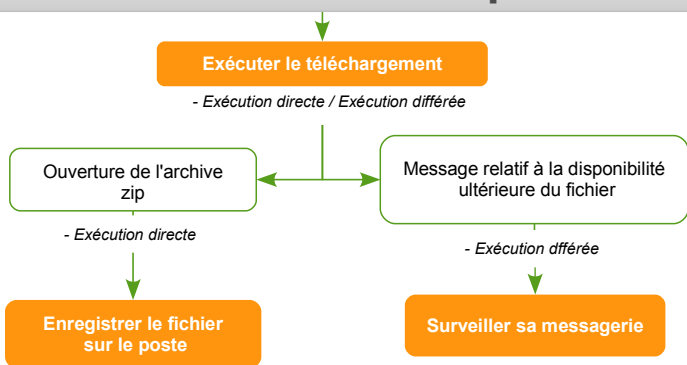 Exécuter le téléchargement
- Exécution directe / Exécution différée
Ouverture de l'archive
zip
Message relatif à la disponibilité
ultérieure du fichier
- Exécution directe
- Exécution dfférée
Enregistrer le fichier
sur le poste
Surveiller sa messagerie